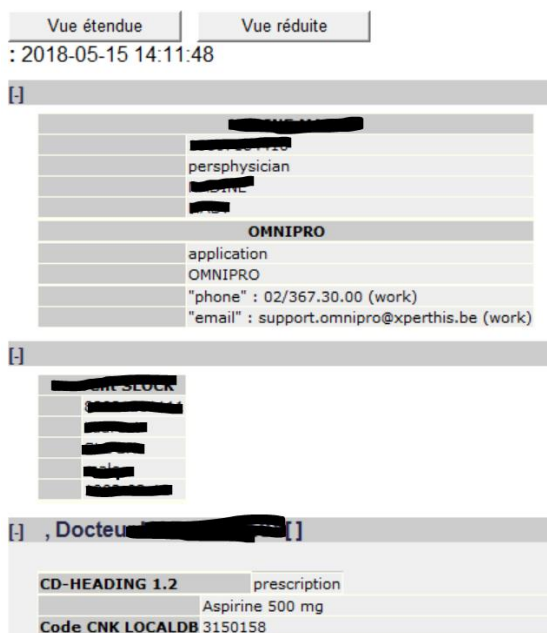 Vue étendue Vue réduite
: 2018-05-15 14:11:48
[-]
persphysician
OMNIPRO
application
OMNIPRO
"phone" : 02/367.30.00 (work)
"email" : support.omnipro@xperthis.be (work)
[-]
[-] , Docteur [ ]
CD-HEADING 1.2 prescription
Aspirine 500 mg
Code CNK LOCALDB 3150158